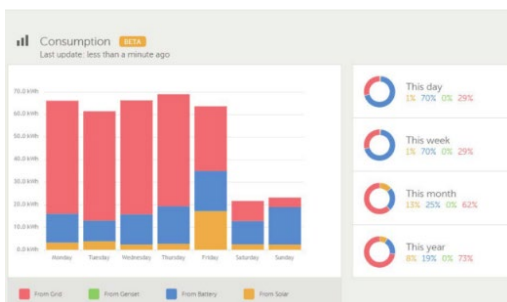 Consumption BETA
Last update: less than a minute ago
70.0 kWh
60.0 kWh
50.0 kWh
40.0 kWh
30.0 kWh
20.0 kWh
10.0 kWh
0.0 kWh
Monday Tuesday Wednesday Thursday Friday Saturday Sunday
From Grid From Genset From Battery From Solar
This day
1% 70% 0% 29%
This week
1% 70% 0% 29%
This month
13% 25% 0% 62%
This year
8% 19% 0% 73%